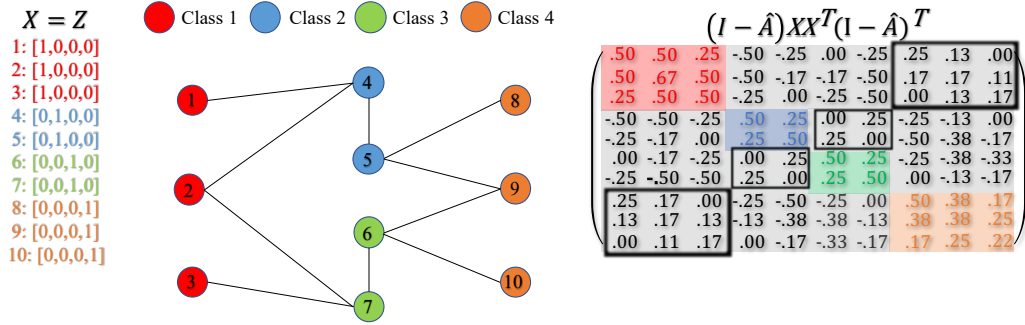 X = Z
1: [1,0,0,0]
2: [1,0,0,0]
3: [1,0,0,0]
4: [0,1,0,0]
5: [0,1,0,0]
6: [0,0,1,0]
7: [0,0,1,0]
8: [0,0,0,1]
9: [0,0,0,1]
10: [0,0,0,1]
Class 1 Class 2 Class 3 Class 4
1
2
3
4
5
6
7
8
9
10
(I − Â)XXᵀ(I − Â)ᵀ
.50 .50 .25 -.50 -.25 .00 -.25 .25 .13 .00
.50 .67 .50 -.50 -.17 -.17 -.50 .17 .17 .11
.25 .50 .50 -.25 .00 -.25 -.50 .00 .13 .17
-.50 -.50 -.25 .50 .25 .00 .25 -.25 -.13 .00
-.25 -.17 .00 .25 .50 .25 .00 -.50 -.38 -.17
.00 -.17 -.25 .00 .25 .50 .25 -.25 -.38 -.33
-.25 -.50 -.50 .25 .00 .25 .50 .00 -.13 -.17
.25 .17 .00 -.25 -.50 -.25 .00 .50 .38 .17
.13 .17 .13 -.13 -.38 -.38 -.13 .38 .38 .25
.00 .11 .17 .00 -.17 -.33 -.17 .17 .25 .22